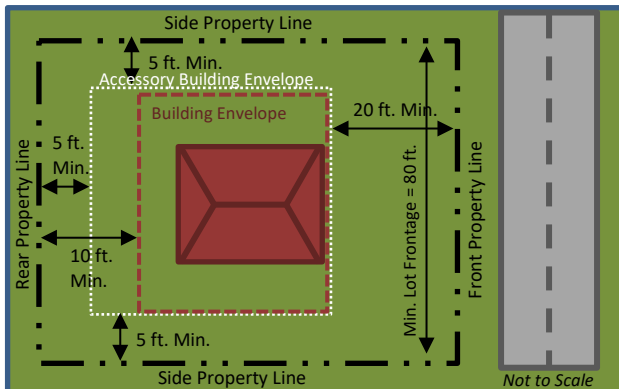 Side Property Line
5 ft. Min.
Accessory Building Envelope
Building Envelope
20 ft. Min.
5 ft.
Min.
Rear Property Line
Min. Lot Frontage = 80 ft.
Front Property Line
10 ft.
Min.
5 ft. Min.
Side Property Line
Not to Scale